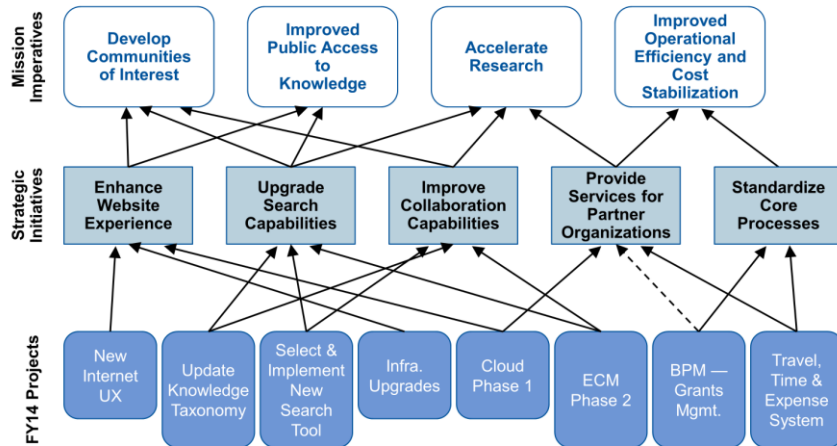 Mission
Imperatives
Develop
Communities
of Interest
Improved
Public Access
to
Knowledge
Accelerate
Research
Improved
Operational
Efficiency and
Cost
Stabilization
Strategic
Initiatives
Enhance
Website
Experience
Upgrade
Search
Capabilities
Improve
Collaboration
Capabilities
Provide
Services for
Partner
Organizations
Standardize
Core
Processes
FY14 Projects
New
Internet
UX
Update
Knowledge
Taxonomy
Select &
Implement
New
Search
Tool
Infra.
Upgrades
Cloud
Phase 1
ECM
Phase 2
BPM —
Grants
Mgmt.
Travel,
Time &
Expense
System